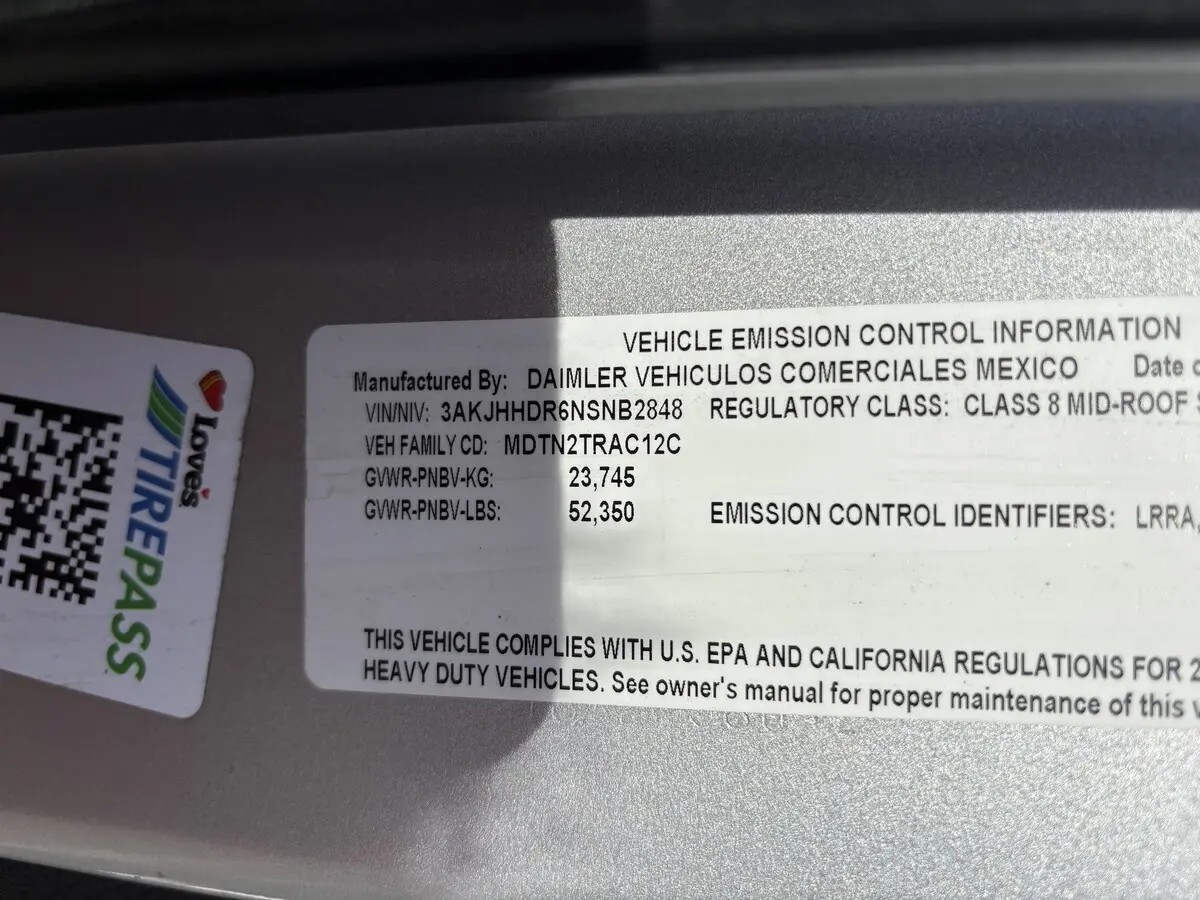 Love's
TIREPASS
VEHICLE EMISSION CONTROL INFORMATION
Manufactured By: DAIMLER VEHICULOS COMERCIALES MEXICO Date
VIN/NIV: 3AKJHHDR6NSNB2848 REGULATORY CLASS: CLASS 8 MID-ROOF
VEH FAMILY CD: MDTN2TRAC12C
GVWR-PNBV-KG: 23,745
GVWR-PNBV-LBS: 52,350 EMISSION CONTROL IDENTIFIERS: LRRA,
THIS VEHICLE COMPLIES WITH U.S. EPA AND CALIFORNIA REGULATIONS FOR
HEAVY DUTY VEHICLES. See owner's manual for proper maintenance of this